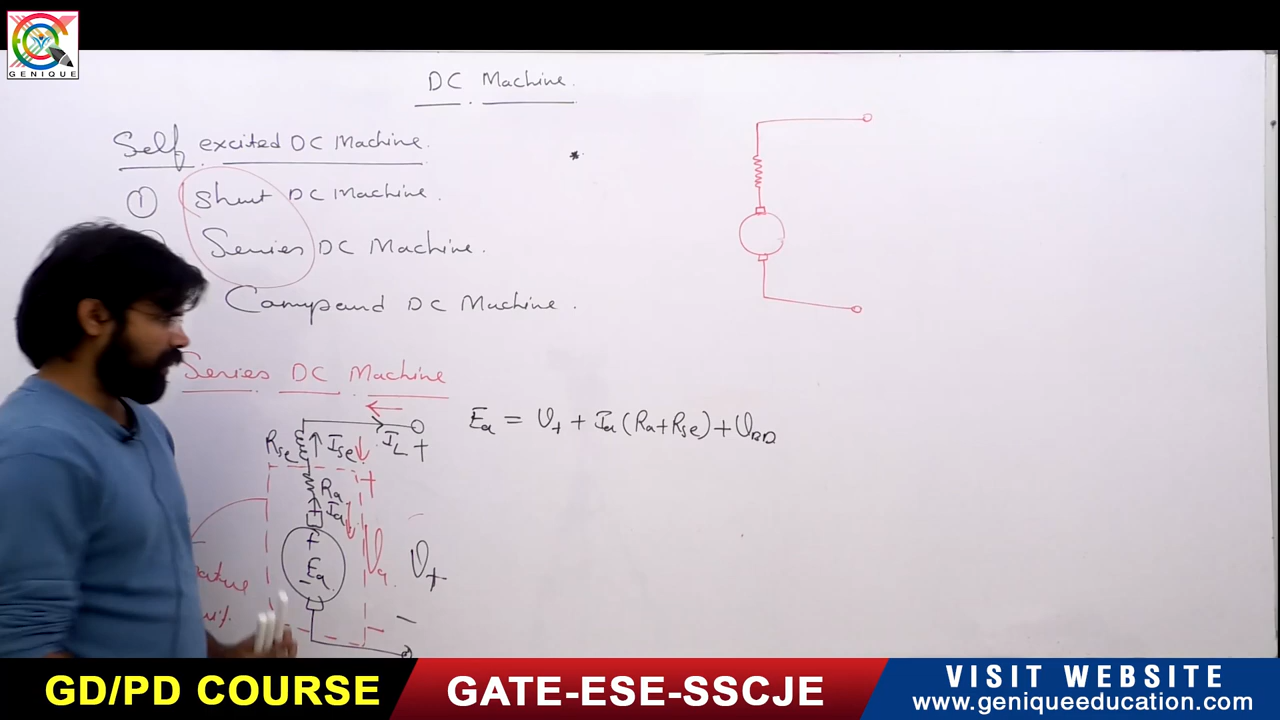 GENIQUE
DC Machine.
Self excited DC Machine.
① Shunt DC Machine.
Series DC Machine.
Compound DC Machine.
Series DC Machine
Ea = Vt + Ia (Ra+Rse) + VBD
Rse Ise IL +
+
Ra
Ia
+
Ea
-
Va
Vt
-
-
GD/PD COURSE
GATE-ESE-SSCJE
VISIT WEBSITE
www.geniqueeducation.com